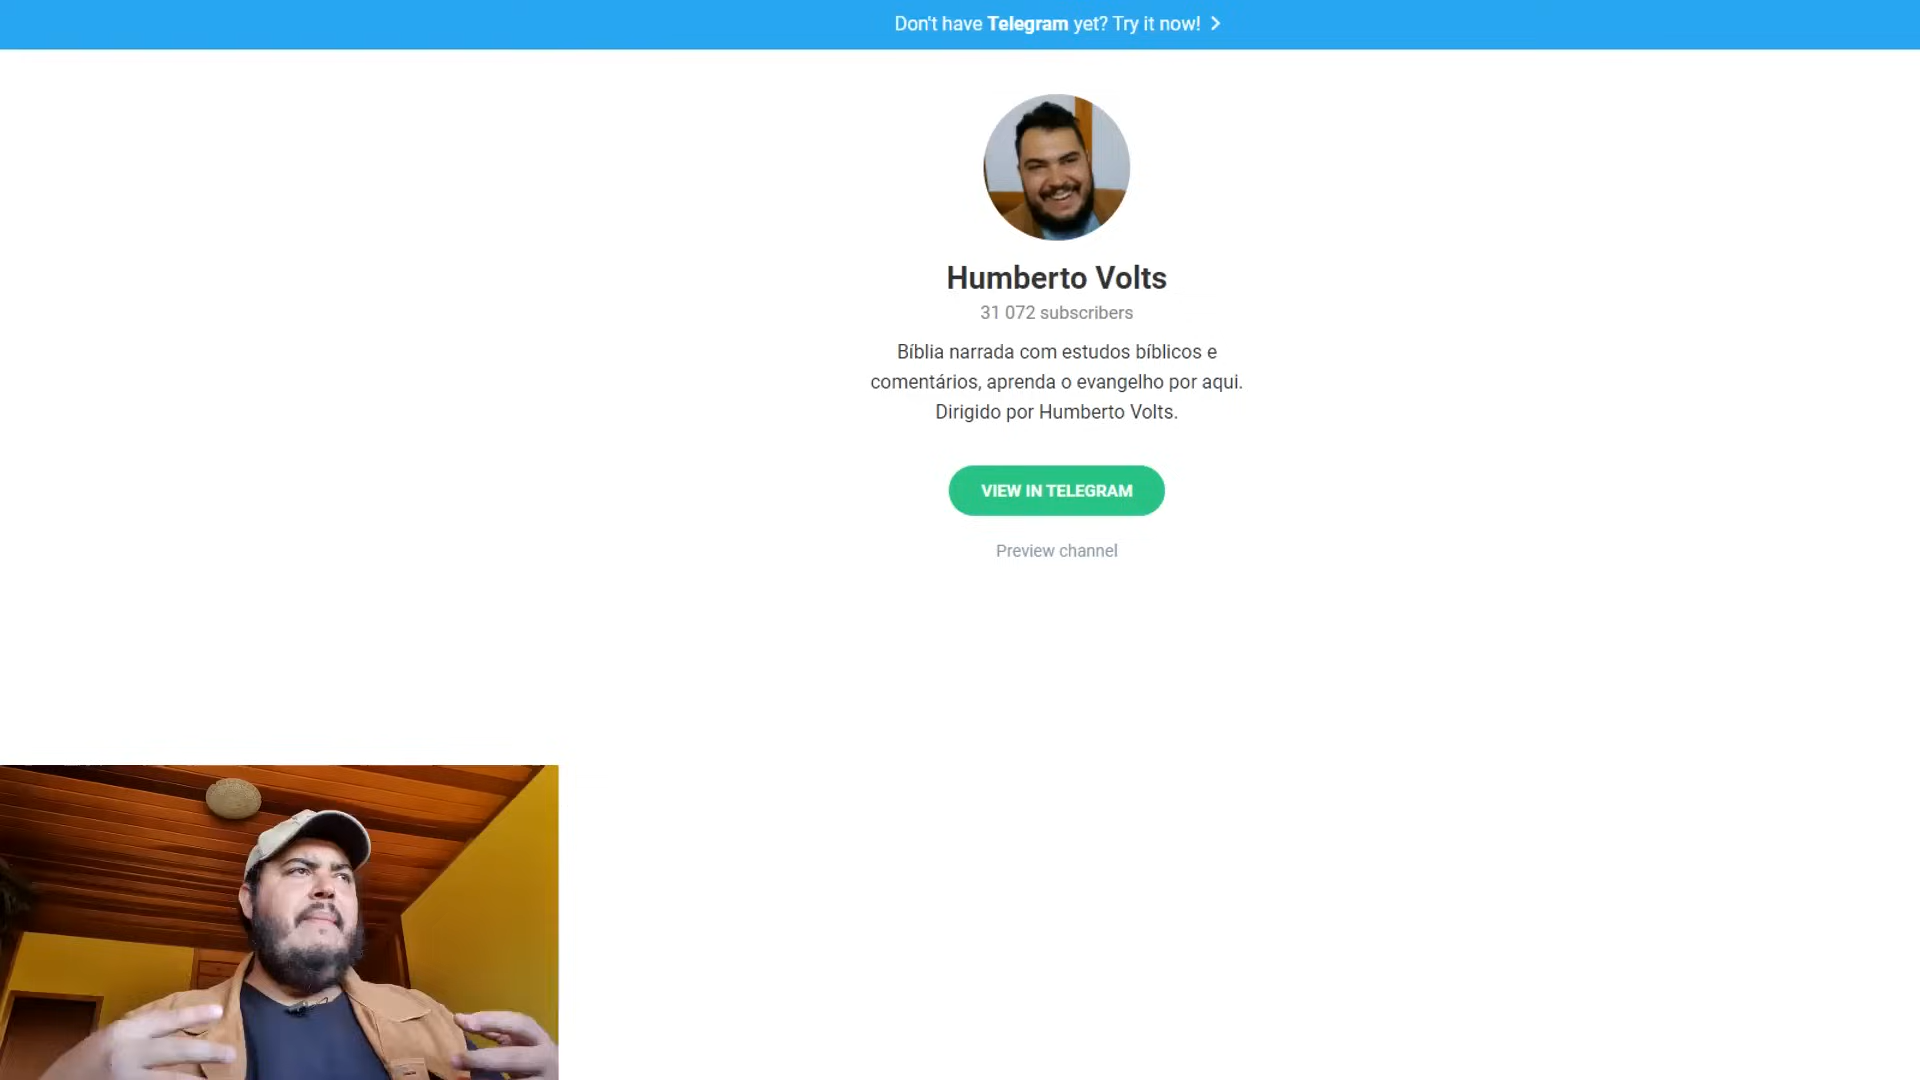 Don't have Telegram yet? Try it now!
Humberto Volts
31 072 subscribers
Bíblia narrada com estudos bíblicos e
comentários, aprenda o evangelho por aqui.
Dirigido por Humberto Volts.
VIEW IN TELEGRAM
Preview channel